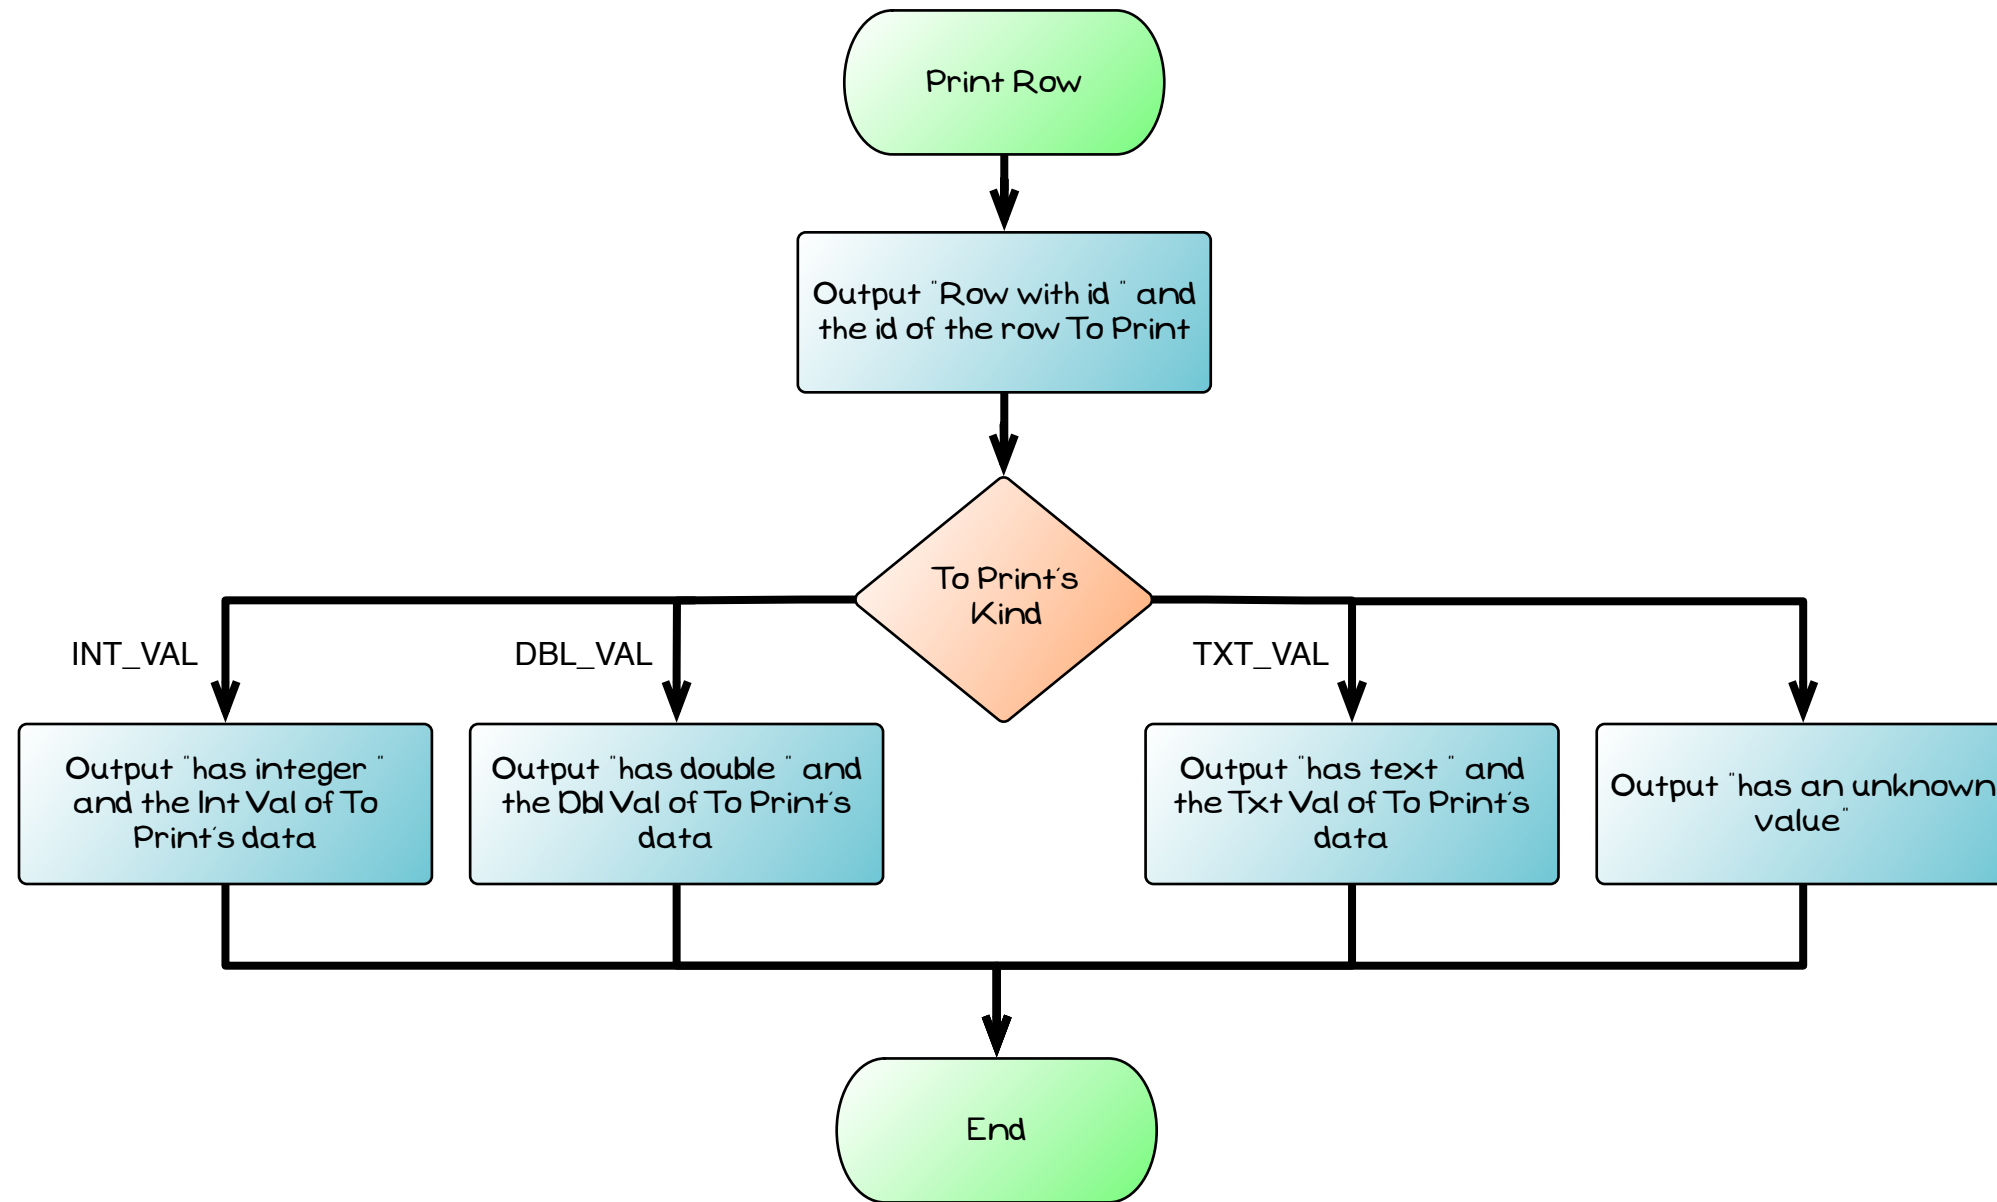 Print Row
Output "Row with id " and
the id of the row To Print
To Print's
Kind
INT_VAL
DBL_VAL
TXT_VAL
Output "has integer "
and the Int Val of To
Print's data
Output "has double " and
the Dbl Val of To Print's
data
Output "has text " and
the Txt Val of To Print's
data
Output "has an unknown
value"
End